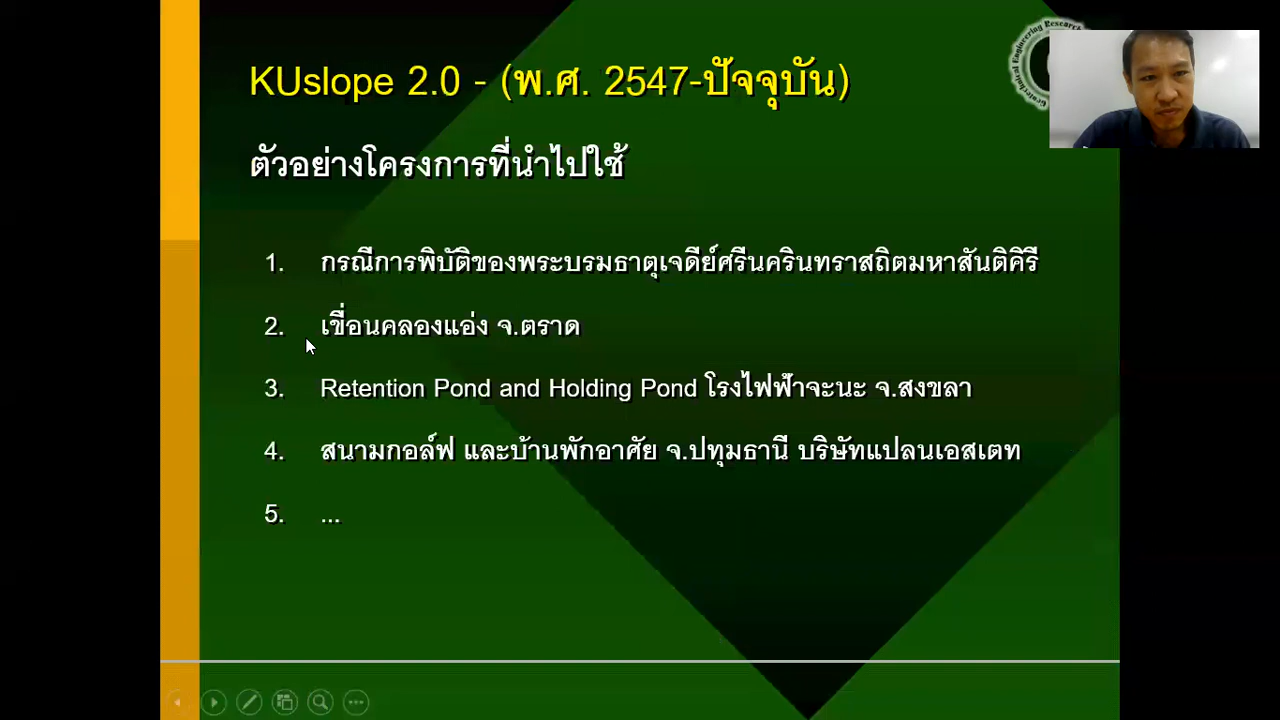 KUslope 2.0 - (พ.ศ. 2547-ปัจจุบัน)
ตัวอย่างโครงการที่นำไปใช้
1. กรณีการพิบัติของพระบรมธาตุเจดีย์ศรีนครินทราสถิตมหาสันติคิรี
2. เขื่อนคลองแอ่ง จ.ตราด
3. Retention Pond and Holding Pond โรงไฟฟ้าจะนะ จ.สงขลา
4. สนามกอล์ฟ และบ้านพักอาศัย จ.ปทุมธานี บริษัทแปลนเอสเตท
5. ...
Engineering Research